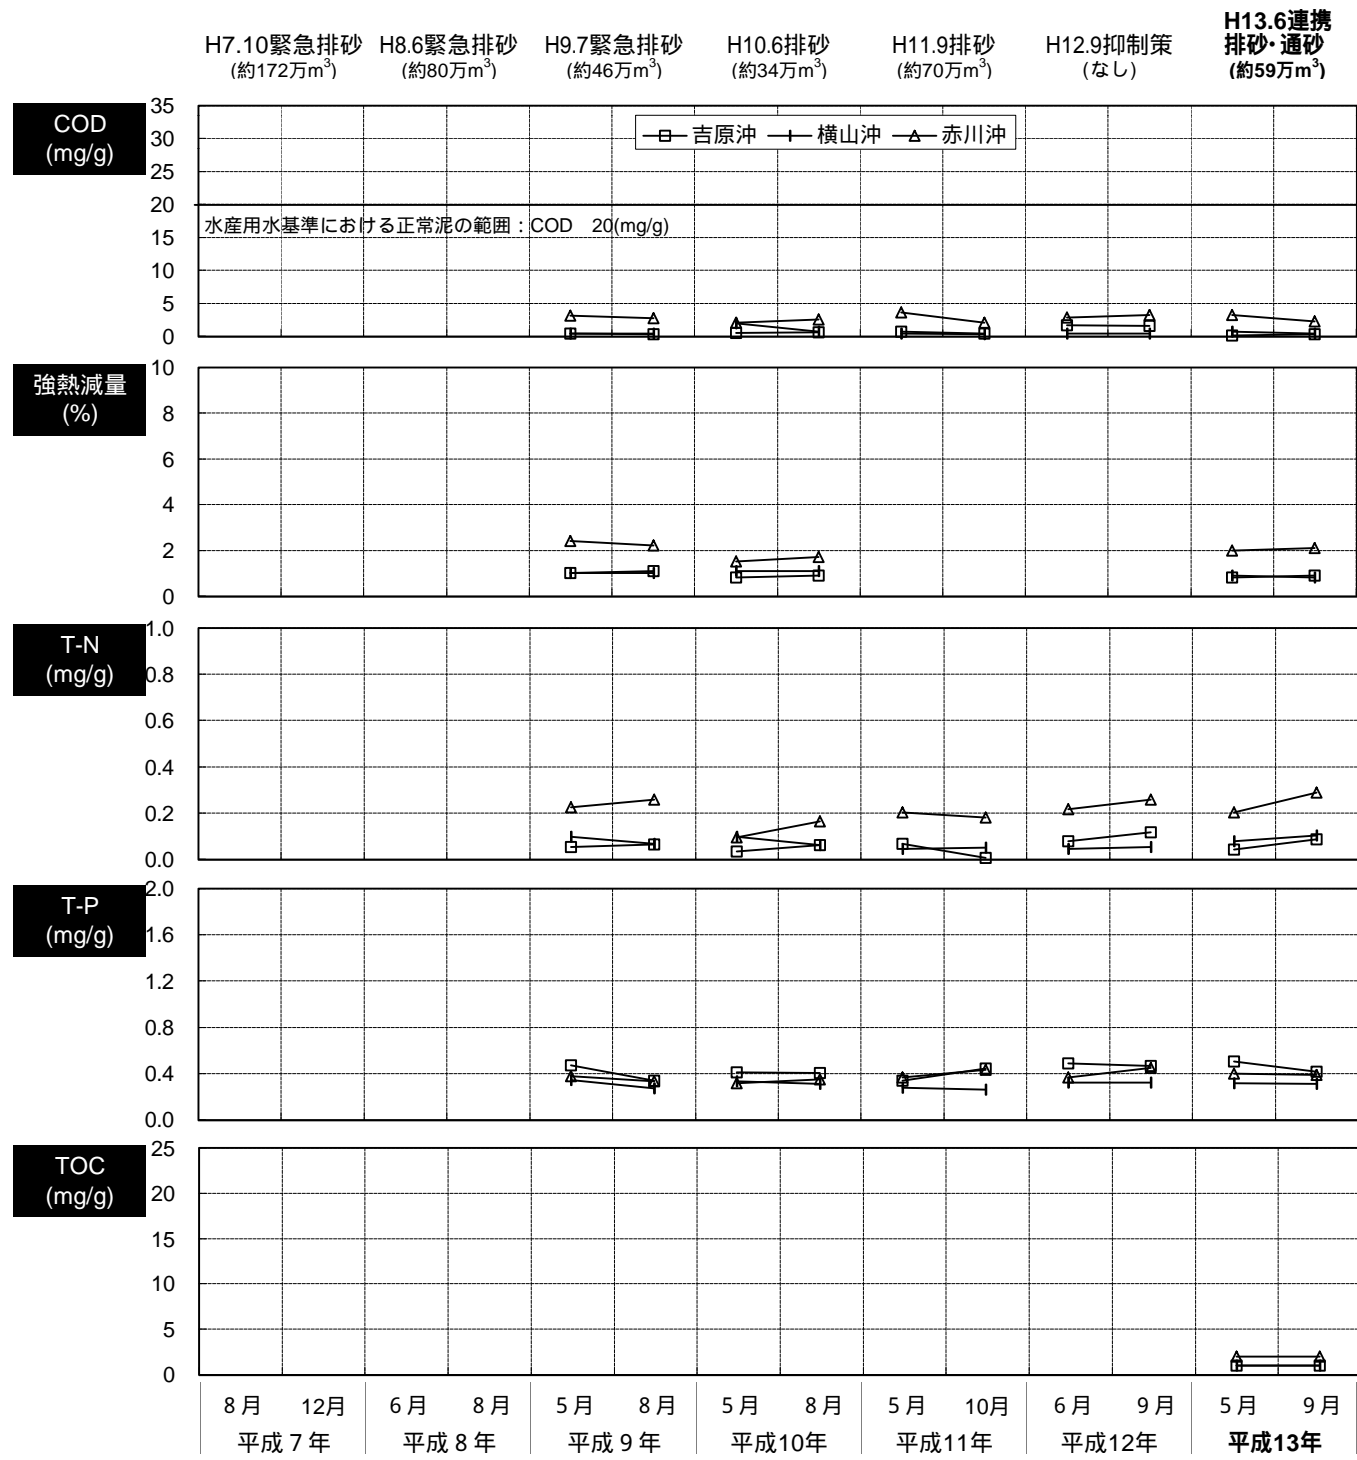 H7.10緊急排砂 H8.6緊急排砂 H9.7緊急排砂 H10.6排砂 H11.9排砂 H12.9抑制策 H13.6連携排砂・通砂
(約172万m³) (約80万m³) (約46万m³) (約34万m³) (約70万m³) (なし) (約59万m³)
COD
(mg/g)
35
30
25
20
15
10
5
0
吉原沖 横山沖 赤川沖
水産用水基準における正常泥の範囲：COD 20(mg/g)
強熱減量
(%)
10
8
6
4
2
0
T-N
(mg/g)
1.0
0.8
0.6
0.4
0.2
0.0
T-P
(mg/g)
2.0
1.6
1.2
0.8
0.4
0.0
TOC
(mg/g)
25
20
15
10
5
0
8月 12月 6月 8月 5月 8月 5月 8月 5月 10月 6月 9月 5月 9月
平成7年 平成8年 平成9年 平成10年 平成11年 平成12年 平成13年